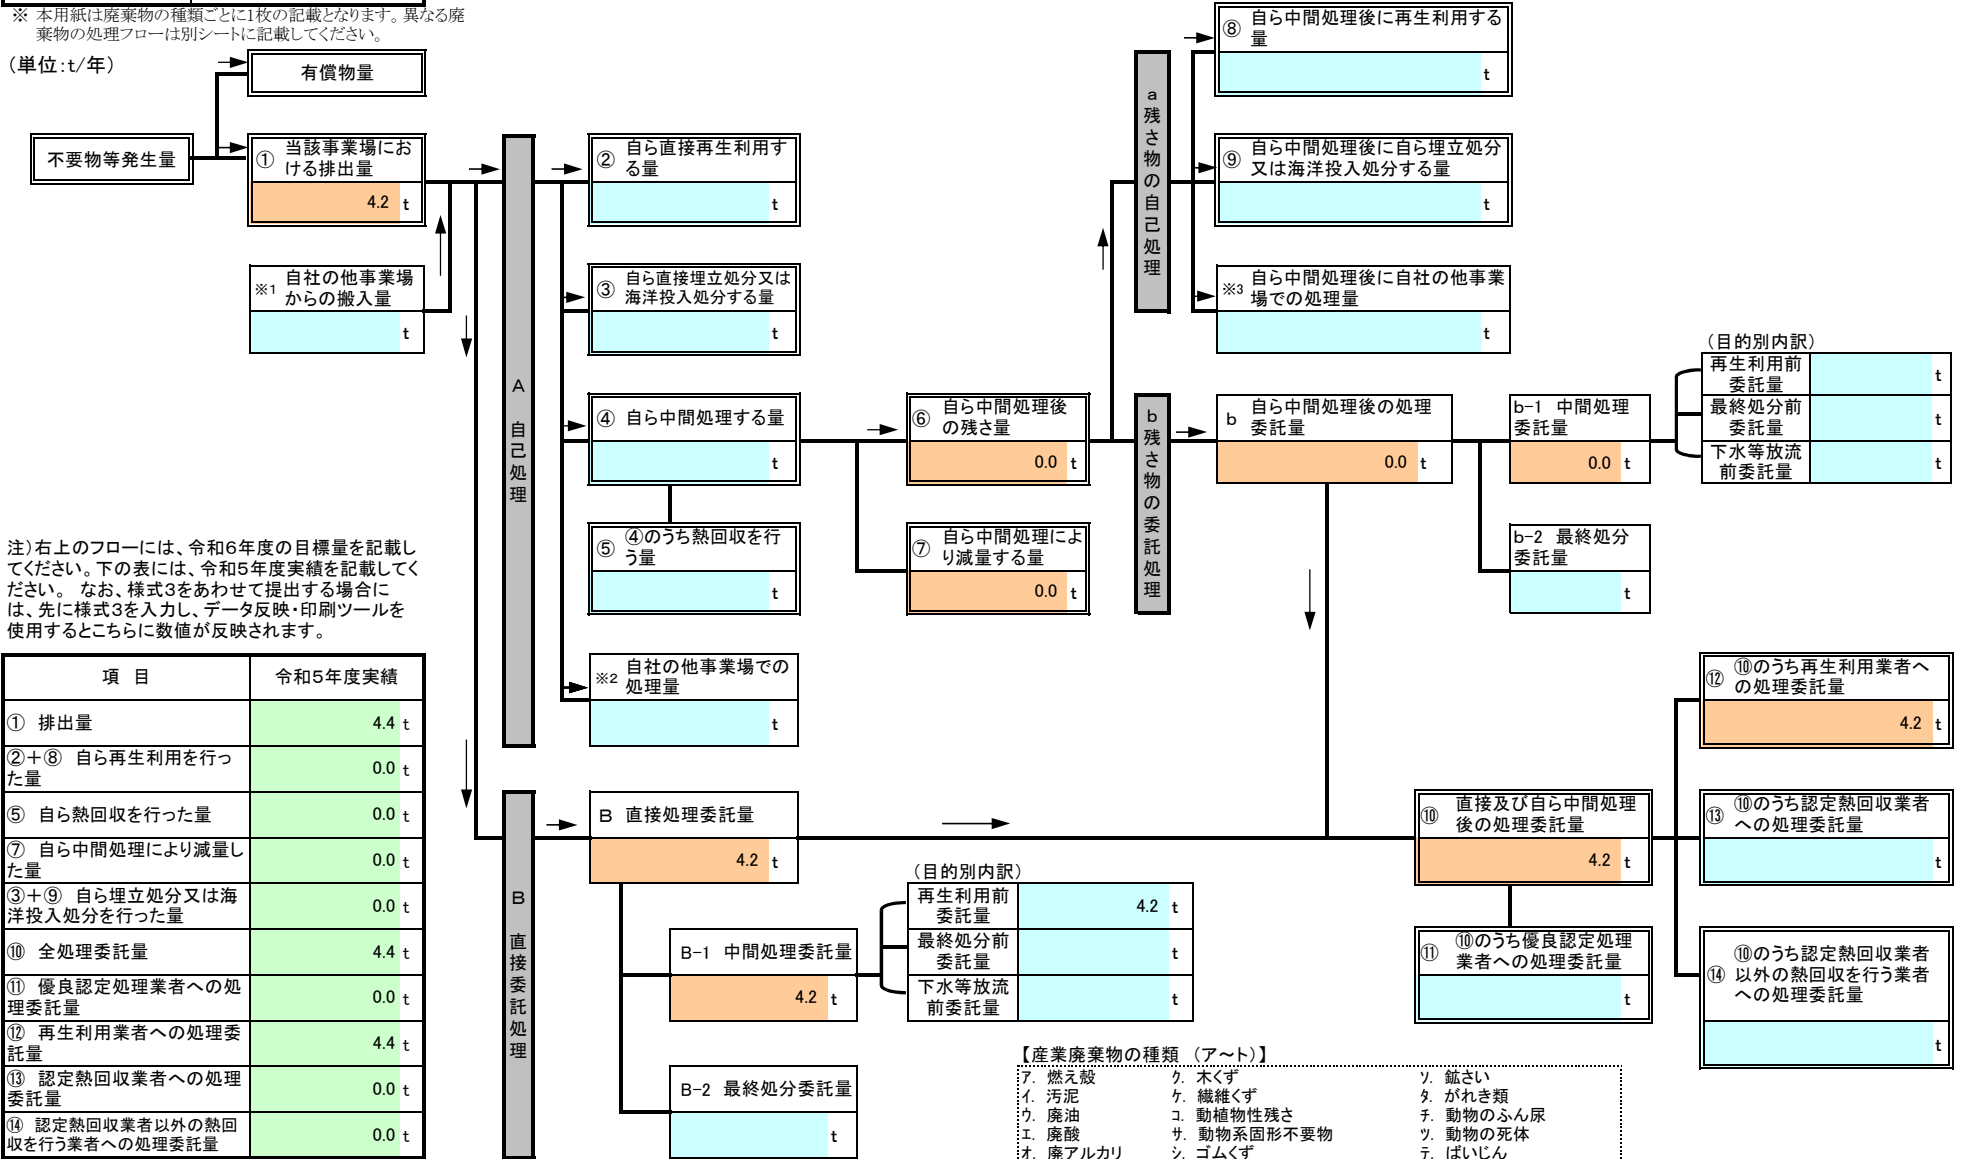 ※ 本用紙は廃棄物の種類ごとに1枚の記載となります。異なる廃
棄物の処理フローは別シートに記載してください。
（単位：t/年）
有償物量
不要物等発生量
① 当該事業場にお
ける排出量
4.2 t
※1 自社の他事業場
からの搬入量
t
A 自己処理
② 自ら直接再生利用す
る量
t
③ 自ら直接埋立処分又は
海洋投入処分する量
t
④ 自ら中間処理する量
t
⑤ ④のうち熱回収を行
う量
t
※2 自社の他事業場での
処理量
t
⑥ 自ら中間処理後
の残さ量
0.0 t
⑦ 自ら中間処理によ
り減量する量
0.0 t
a 残さ物の自己処理
⑧ 自ら中間処理後に再生利用する
量
t
⑨ 自ら中間処理後に自ら埋立処分
又は海洋投入処分する量
t
※3 自ら中間処理後に自社の他事業
場での処理量
t
b 残さ物の委託処理
b 自ら中間処理後の処理
委託量
0.0 t
b-1 中間処理
委託量
0.0 t
（目的別内訳）
再生利用前
委託量
t
最終処分前
委託量
t
下水等放流
前委託量
t
b-2 最終処分
委託量
t
注）右上のフローには、令和6年度の目標量を記載し
てください。下の表には、令和5年度実績を記載してく
ださい。 なお、様式3をあわせて提出する場合に
は、先に様式3を入力し、データ反映・印刷ツールを
使用するとこちらに数値が反映されます。
項 目 令和5年度実績
① 排出量 4.4 t
②＋⑧ 自ら再生利用を行っ
た量 0.0 t
⑤ 自ら熱回収を行った量 0.0 t
⑦ 自ら中間処理により減量し
た量 0.0 t
③＋⑨ 自ら埋立処分又は海
洋投入処分を行った量 0.0 t
⑩ 全処理委託量 4.4 t
⑪ 優良認定処理業者への処
理委託量 0.0 t
⑫ 再生利用業者への処理委
託量 4.4 t
⑬ 認定熱回収業者への処理
委託量 0.0 t
⑭ 認定熱回収業者以外の熱回
収を行う業者への処理委託量 0.0 t
B 直接委託処理
B 直接処理委託量
4.2 t
B-1 中間処理委託量
4.2 t
（目的別内訳）
再生利用前
委託量
4.2 t
最終処分前
委託量
t
下水等放流
前委託量
t
B-2 最終処分委託量
t
⑩ 直接及び自ら中間処理
後の処理委託量
4.2 t
⑪ ⑩のうち優良認定処理
業者への処理委託量
t
⑫ ⑩のうち再生利用業者へ
の処理委託量
4.2 t
⑬ ⑩のうち認定熱回収業者
への処理委託量
t
⑭ ⑩のうち認定熱回収業者
以外の熱回収を行う業者
への処理委託量
t
【産業廃棄物の種類 （ア～ト）】
ア. 燃え殻 ク. 木くず ソ. 鉱さい
イ. 汚泥 ケ. 繊維くず タ. がれき類
ウ. 廃油 コ. 動植物性残さ チ. 動物のふん尿
エ. 廃酸 サ. 動物系固形不要物 ツ. 動物の死体
オ. 廃アルカリ シ. ゴムくず テ. ばいじん